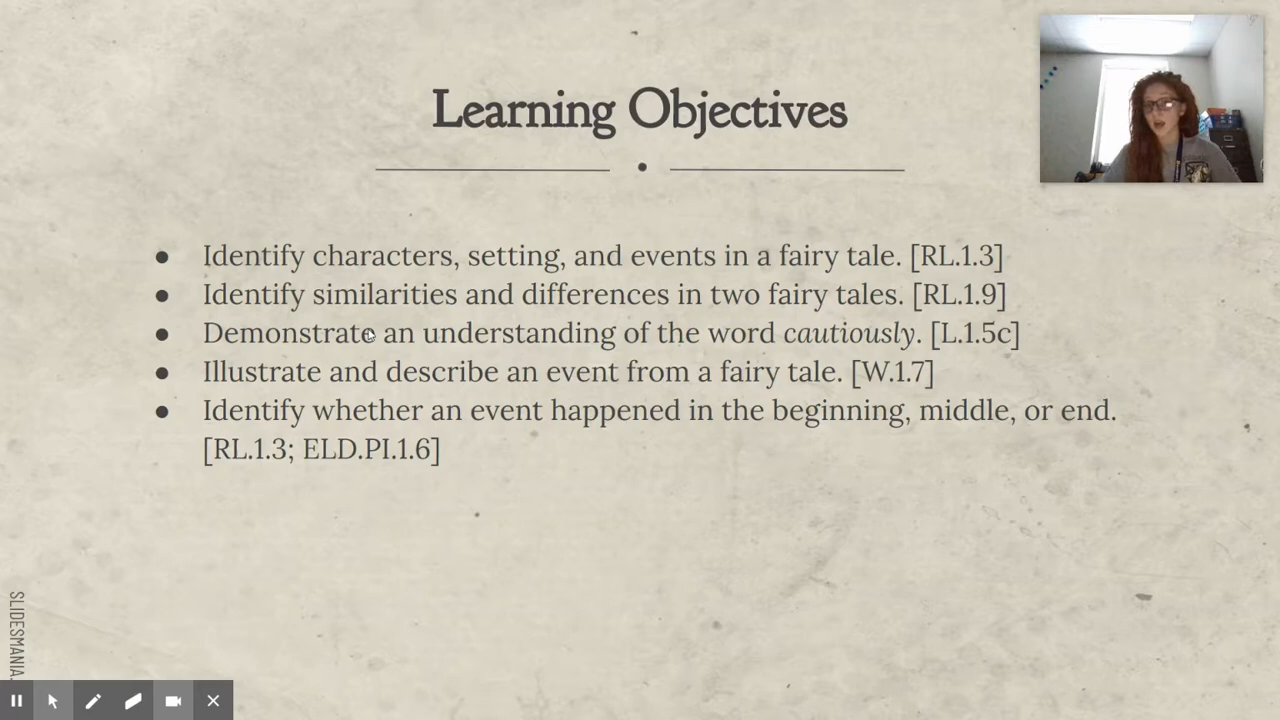 Learning Objectives
● Identify characters, setting, and events in a fairy tale. [RL.1.3]
● Identify similarities and differences in two fairy tales. [RL.1.9]
● Demonstrate an understanding of the word cautiously. [L.1.5c]
● Illustrate and describe an event from a fairy tale. [W.1.7]
● Identify whether an event happened in the beginning, middle, or end.
[RL.1.3; ELD.PI.1.6]
SLIDESMANIA.